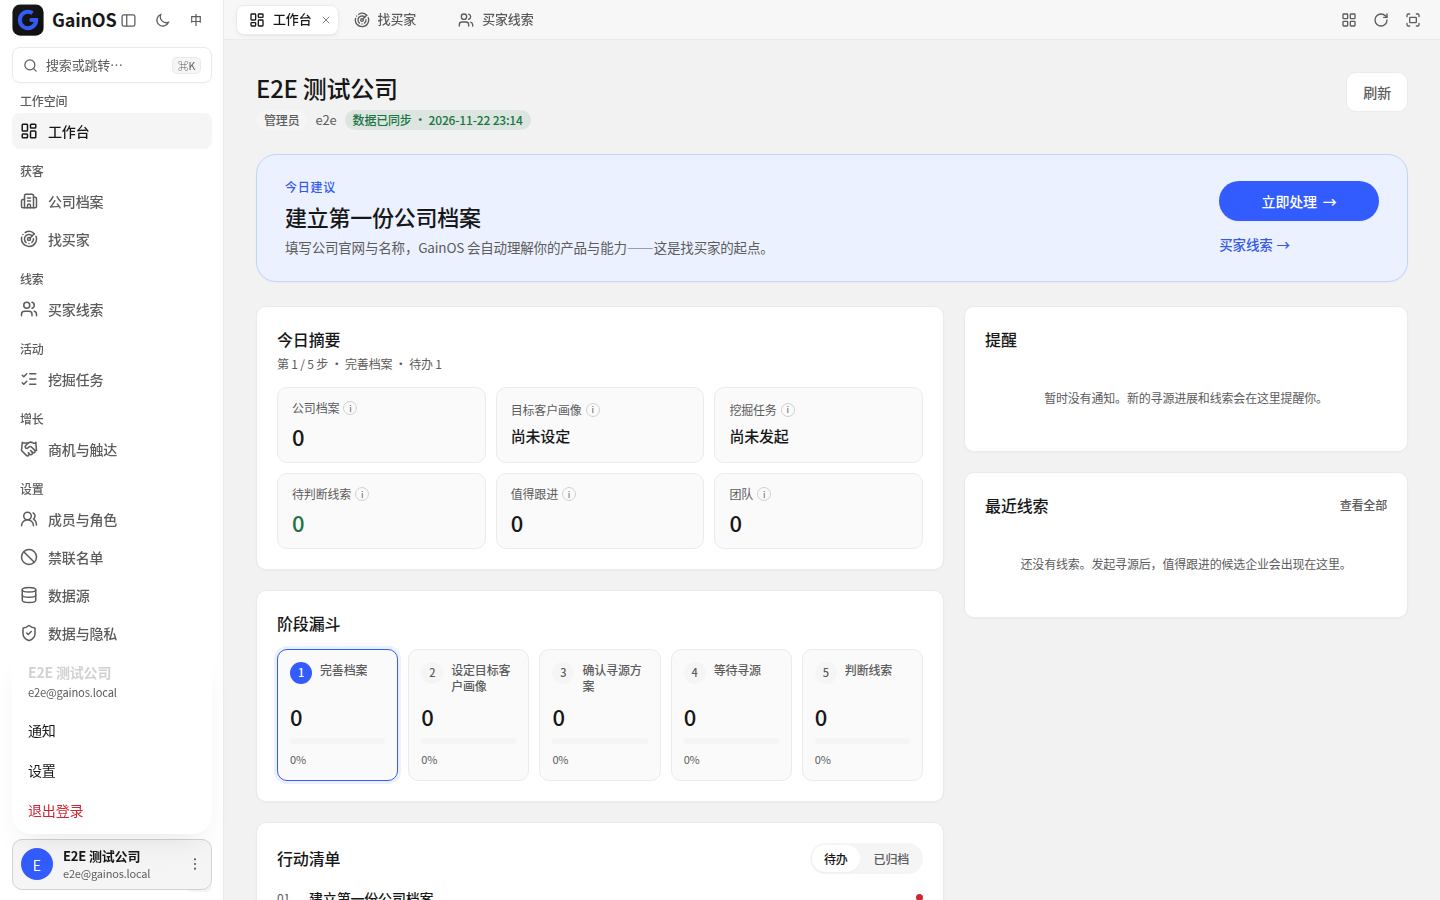 GainOS
中
搜索或跳转…
⌘K
工作空间
工作台
获客
公司档案
找买家
线索
买家线索
活动
挖掘任务
增长
商机与触达
设置
成员与角色
禁联名单
数据源
数据与隐私
E2E 测试公司
e2e@gainos.local
通知
设置
退出登录
E
E2E 测试公司
e2e@gainos.local
工作台
找买家
买家线索
E2E 测试公司
管理员 e2e 数据已同步 · 2026-11-22 23:14
刷新
今日建议
建立第一份公司档案
填写公司官网与名称，GainOS 会自动理解你的产品与能力——这是找买家的起点。
立即处理 →
买家线索 →
今日摘要
第 1 / 5 步 · 完善档案 · 待办 1
公司档案
0
目标客户画像
尚未设定
挖掘任务
尚未发起
待判断线索
0
值得跟进
0
团队
0
阶段漏斗
1 完善档案
0
0%
2 设定目标客
户画像
0
0%
3 确认寻源方
案
0
0%
4 等待寻源
0
0%
5 判断线索
0
0%
行动清单
待办 已归档
01 建立第一份公司档案
提醒
暂时没有通知。新的寻源进展和线索会在这里提醒你。
最近线索
查看全部
还没有线索。发起寻源后，值得跟进的候选企业会出现在这里。